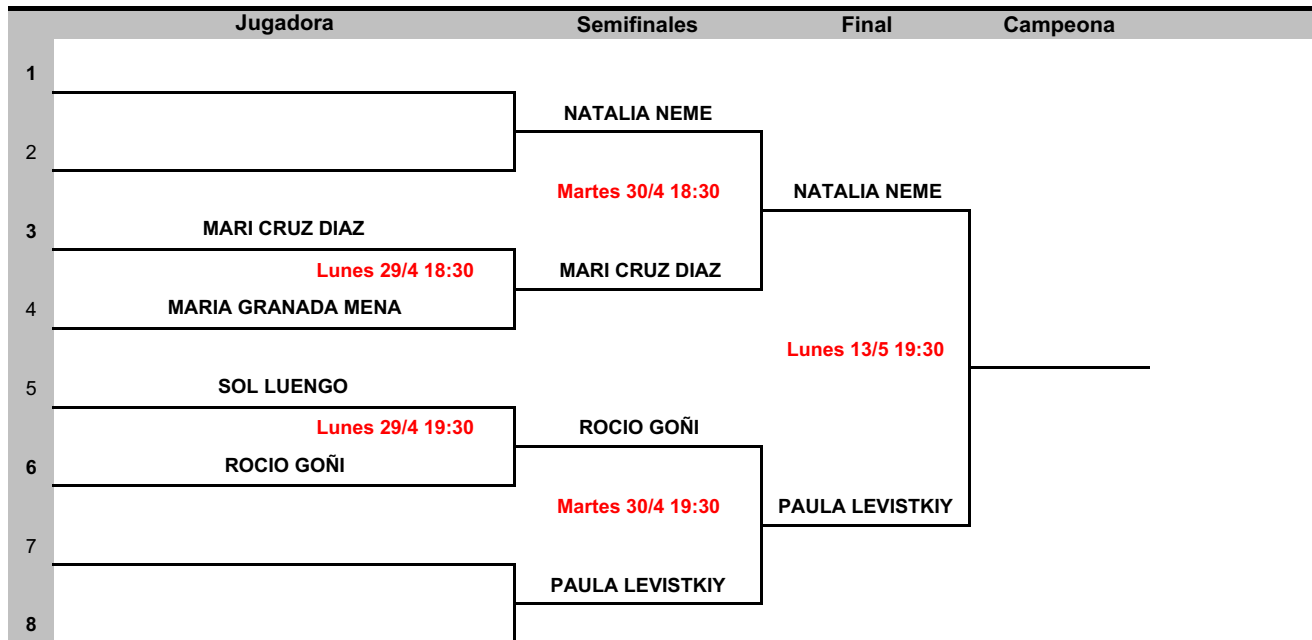 Jugadora Semifinales Final Campeona
1
NATALIA NEME
2
Martes 30/4 18:30 NATALIA NEME
3 MARI CRUZ DIAZ
Lunes 29/4 18:30 MARI CRUZ DIAZ
4 MARIA GRANADA MENA
Lunes 13/5 19:30
5 SOL LUENGO
Lunes 29/4 19:30 ROCIO GOÑI
6 ROCIO GOÑI
Martes 30/4 19:30 PAULA LEVISTKIY
7
PAULA LEVISTKIY
8